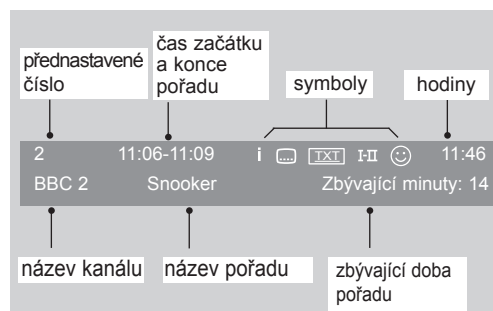 přednastavené
číslo
čas začátku
a konce
pořadu
symboly
hodiny
2 11:06-11:09 i TXT I-II 11:46
BBC 2 Snooker Zbývající minuty: 14
název kanálu
název pořadu
zbývající doba
pořadu